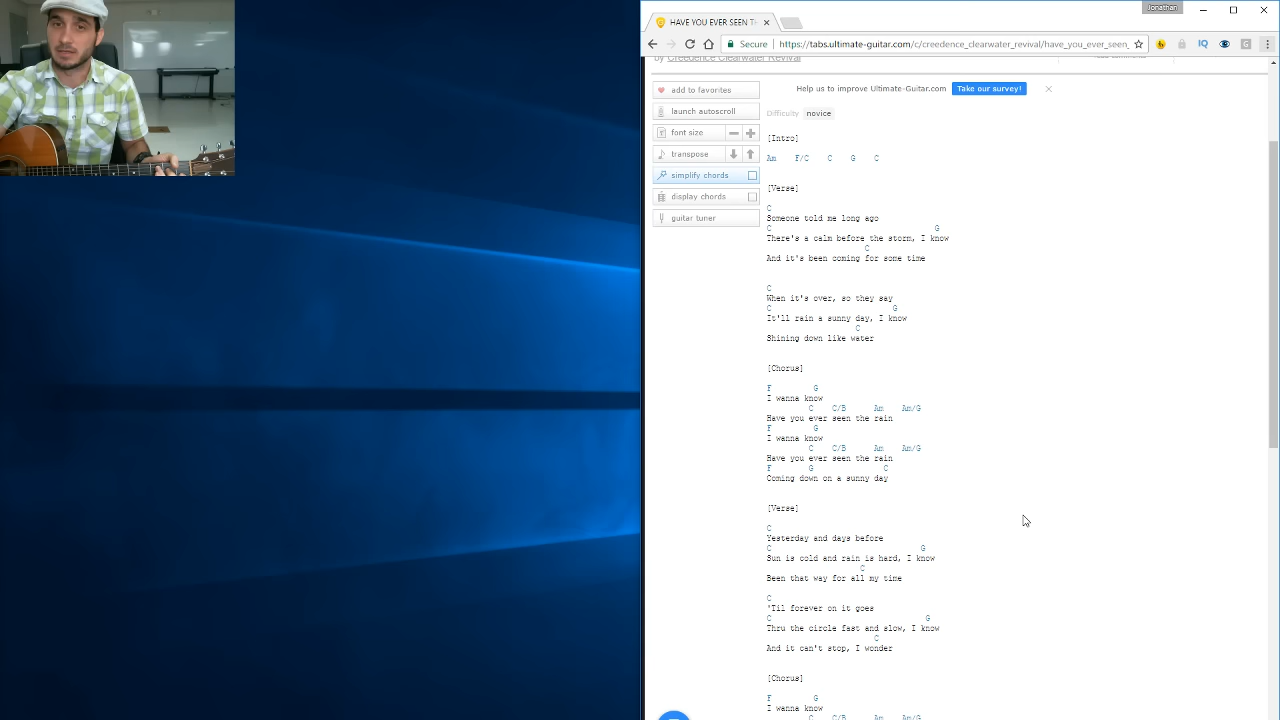 Jonathan
HAVE YOU EVER SEEN TH
Secure https://tabs.ultimate-guitar.com/c/creedence_clearwater_revival/have_you_ever_seen_
by Creedence Clearwater Revival
add to favorites
Help us to improve Ultimate-Guitar.com Take our survey!
launch autoscroll
Difficulty novice
font size
transpose
simplify chords
display chords
guitar tuner
[Intro]
Am F/C C G C
[Verse]
C
Someone told me long ago
C G
There's a calm before the storm, I know
C
And it's been coming for some time
C
When it's over, so they say
C G
It'll rain a sunny day, I know
C
Shining down like water
[Chorus]
F G
I wanna know
C C/B Am Am/G
Have you ever seen the rain
F G
I wanna know
C C/B Am Am/G
Have you ever seen the rain
F G C
Coming down on a sunny day
[Verse]
C
Yesterday and days before
C G
Sun is cold and rain is hard, I know
C
Been that way for all my time
C
'Til forever on it goes
C G
Thru the circle fast and slow, I know
C
And it can't stop, I wonder
[Chorus]
F G
I wanna know
C C/B Am Am/G